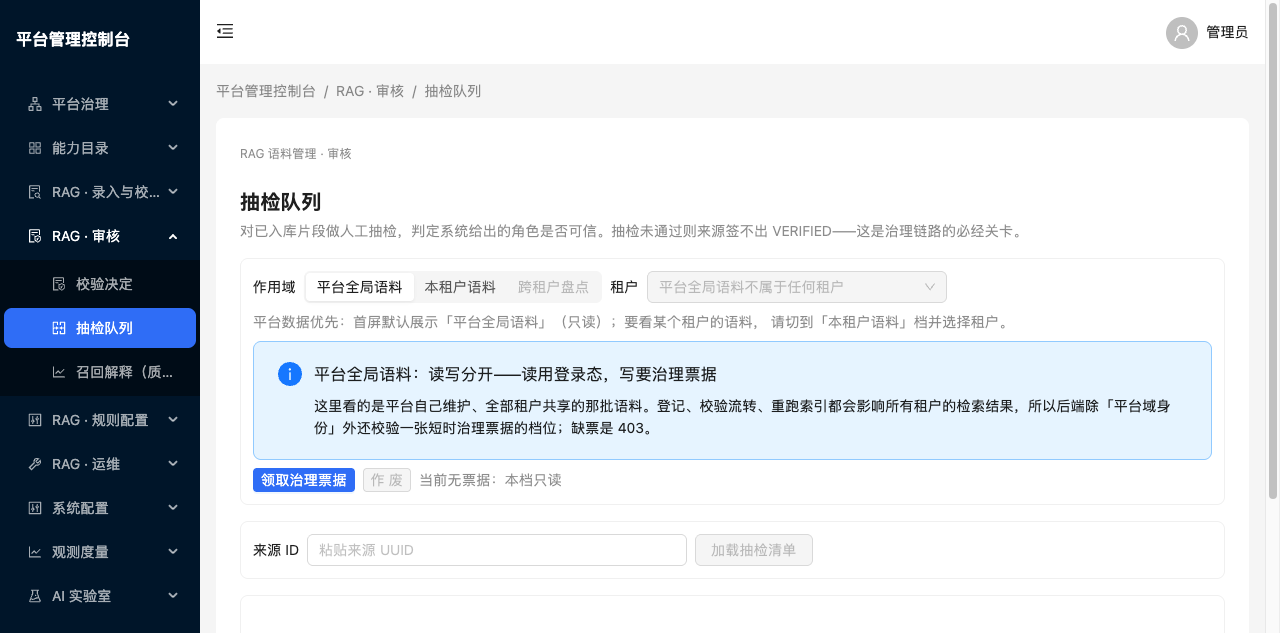 平台管理控制台
管理员
平台治理
能力目录
RAG · 录入与校...
RAG · 审核
校验决定
抽检队列
召回解释（质...
RAG · 规则配置
RAG · 运维
系统配置
观测度量
AI 实验室
平台管理控制台 / RAG · 审核 / 抽检队列
RAG 语料管理 · 审核
抽检队列
对已入库片段做人工抽检，判定系统给出的角色是否可信。抽检未通过则来源签不出 VERIFIED——这是治理链路的必经关卡。
作用域 平台全局语料 本租户语料 跨租户盘点 租户 平台全局语料不属于任何租户
平台数据优先：首屏默认展示「平台全局语料」（只读）；要看某个租户的语料， 请切到「本租户语料」档并选择租户。
平台全局语料：读写分开——读用登录态，写要治理票据
这里看的是平台自己维护、全部租户共享的那批语料。登记、校验流转、重跑索引都会影响所有租户的检索结果，所以后端除「平台域身
份」外还校验一张短时治理票据的档位；缺票是 403。
领取治理票据 作 废 当前无票据：本档只读
来源 ID 粘贴来源 UUID 加载抽检清单